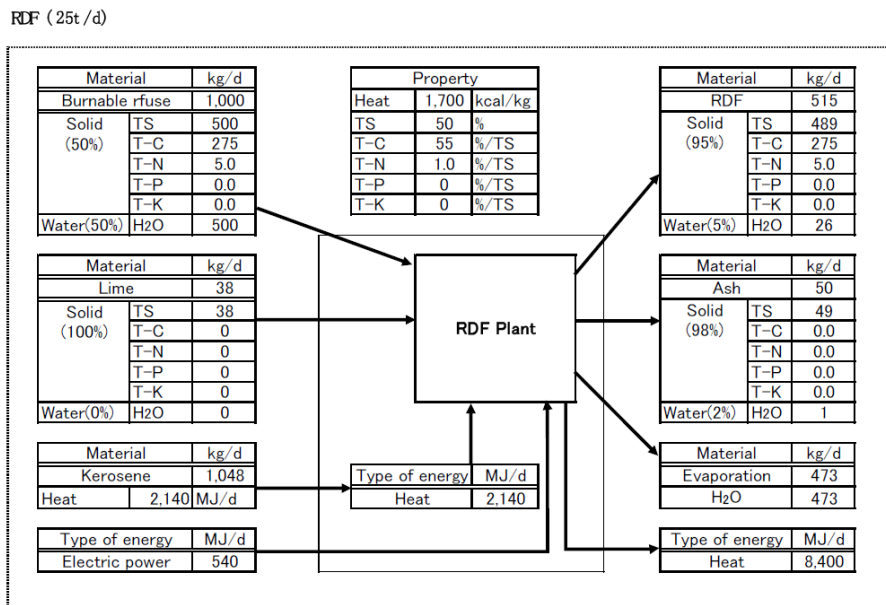 RDF (25t/d)
Material kg/d
Burnable rfuse 1,000
Solid (50%) TS 500
T-C 275
T-N 5.0
T-P 0.0
T-K 0.0
Water(50%) H2O 500
Property
Heat 1,700 kcal/kg
TS 50 %
T-C 55 %/TS
T-N 1.0 %/TS
T-P 0 %/TS
T-K 0 %/TS
Material kg/d
RDF 515
Solid (95%) TS 489
T-C 275
T-N 5.0
T-P 0.0
T-K 0.0
Water(5%) H2O 26
Material kg/d
Lime 38
Solid (100%) TS 38
T-C 0
T-N 0
T-P 0
T-K 0
Water(0%) H2O 0
RDF Plant
Material kg/d
Ash 50
Solid (98%) TS 49
T-C 0.0
T-N 0.0
T-P 0.0
T-K 0.0
Water(2%) H2O 1
Material kg/d
Kerosene 1,048
Heat 2,140 MJ/d
Type of energy MJ/d
Heat 2,140
Material kg/d
Evaporation 473
H2O 473
Type of energy MJ/d
Electric power 540
Type of energy MJ/d
Heat 8,400